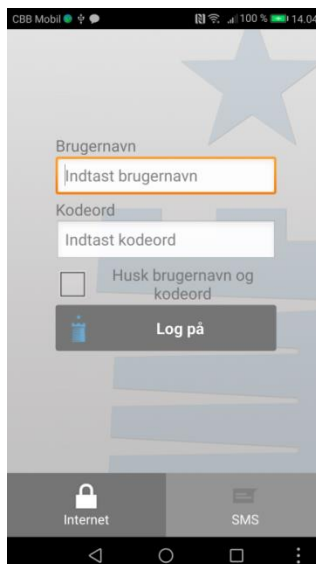 CBB Mobil 100 % 14.04
Brugernavn
Indtast brugernavn
Kodeord
Indtast kodeord
Husk brugernavn og
kodeord
Log på
Internet SMS